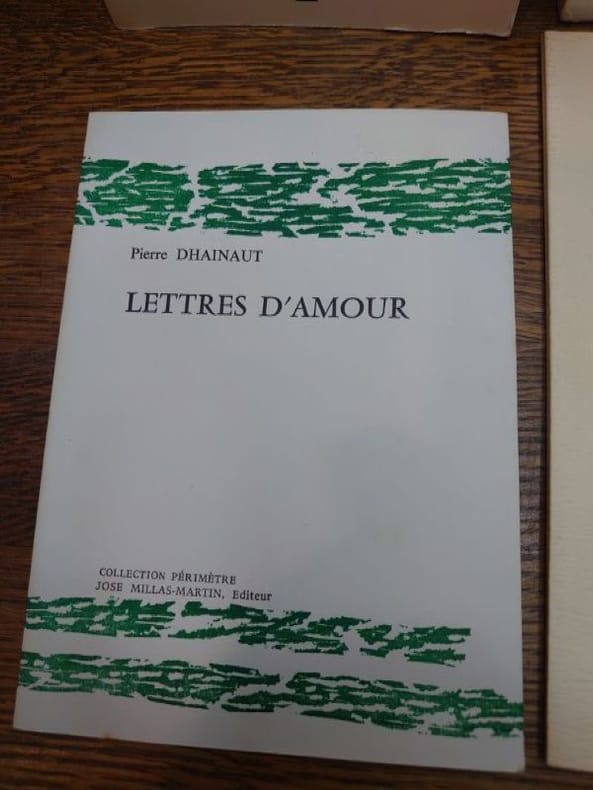 Pierre DHAINAUT
LETTRES D'AMOUR
COLLECTION PÉRIMÈTRE
JOSE MILLAS-MARTIN, Editeur